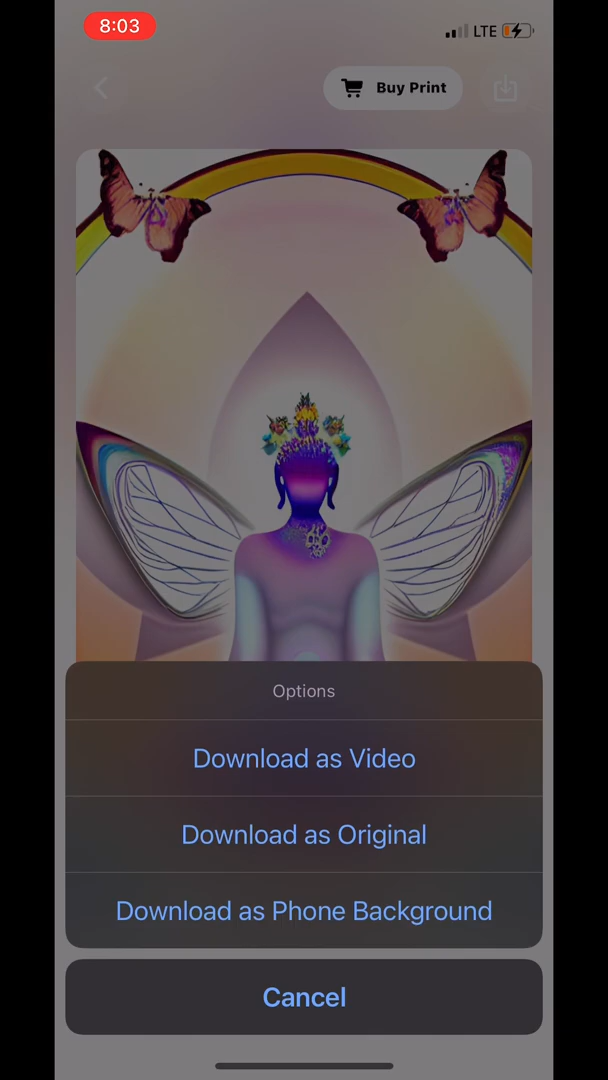 8:03
LTE
Buy Print
Options
Download as Video
Download as Original
Download as Phone Background
Cancel